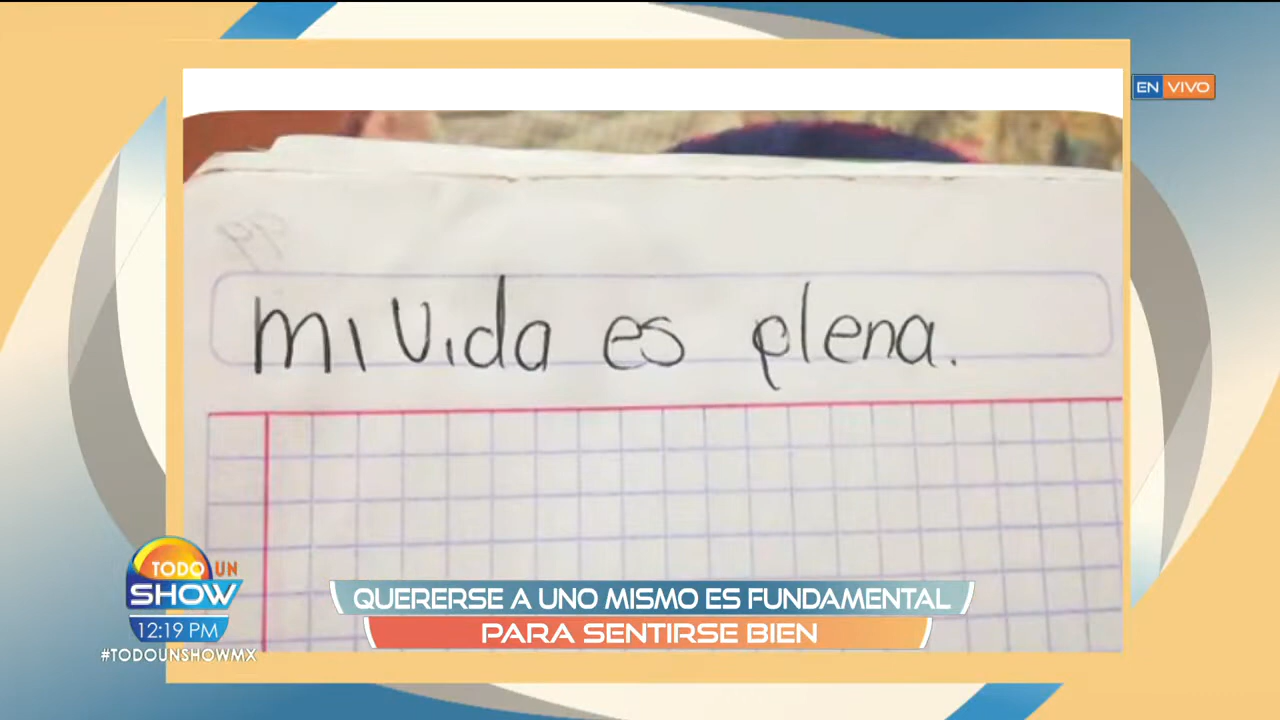 EN VIVO
mi vida es plena.
QUERERSE A UNO MISMO ES FUNDAMENTAL
PARA SENTIRSE BIEN
TODO UN
SHOW
12:19 PM
#TODOUNSHOWMX